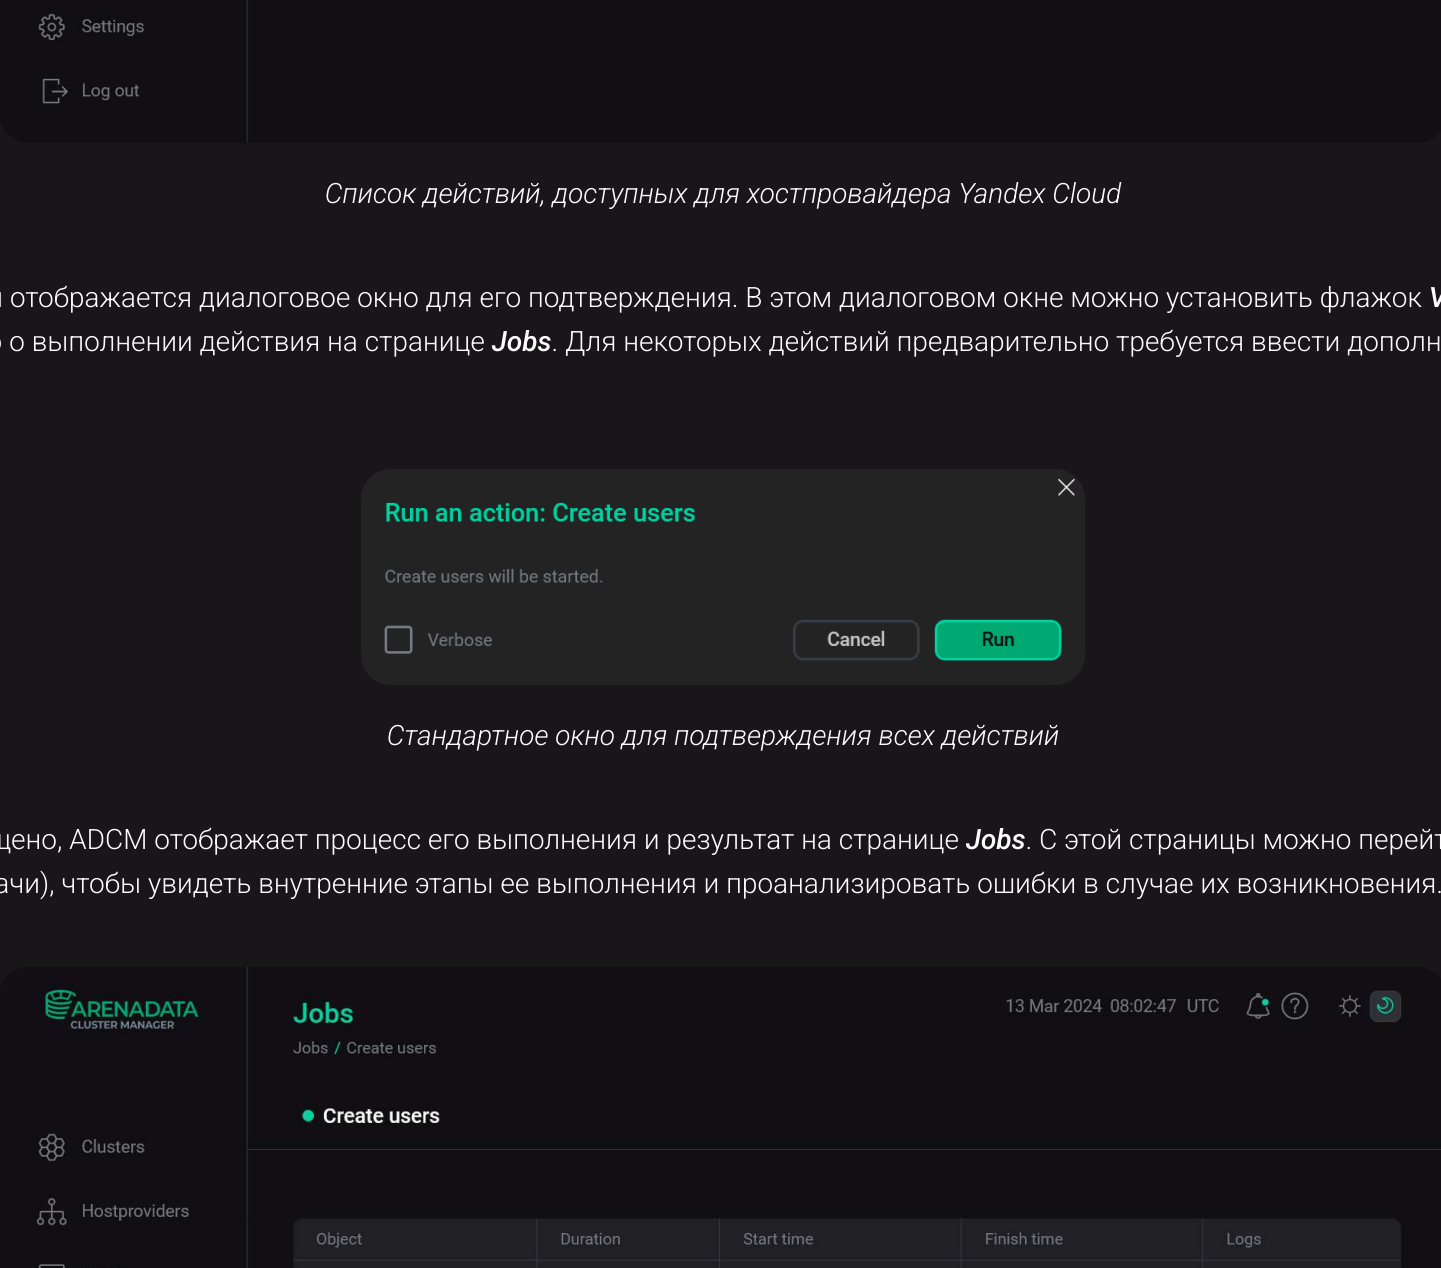 Settings
Log out
Список действий, доступных для хостпровайдера Yandex Cloud
отображается диалоговое окно для его подтверждения. В этом диалоговом окне можно установить флажок
о выполнении действия на странице Jobs. Для некоторых действий предварительно требуется ввести дополн
Run an action: Create users
Create users will be started.
Verbose
Cancel
Run
Стандартное окно для подтверждения всех действий
щено, ADCM отображает процесс его выполнения и результат на странице Jobs. С этой страницы можно перейт
ачи), чтобы увидеть внутренние этапы ее выполнения и проанализировать ошибки в случае их возникновения.
ARENADATA
CLUSTER MANAGER
Jobs
13 Mar 2024 08:02:47 UTC
Jobs / Create users
Create users
Clusters
Hostproviders
Object Duration Start time Finish time Logs